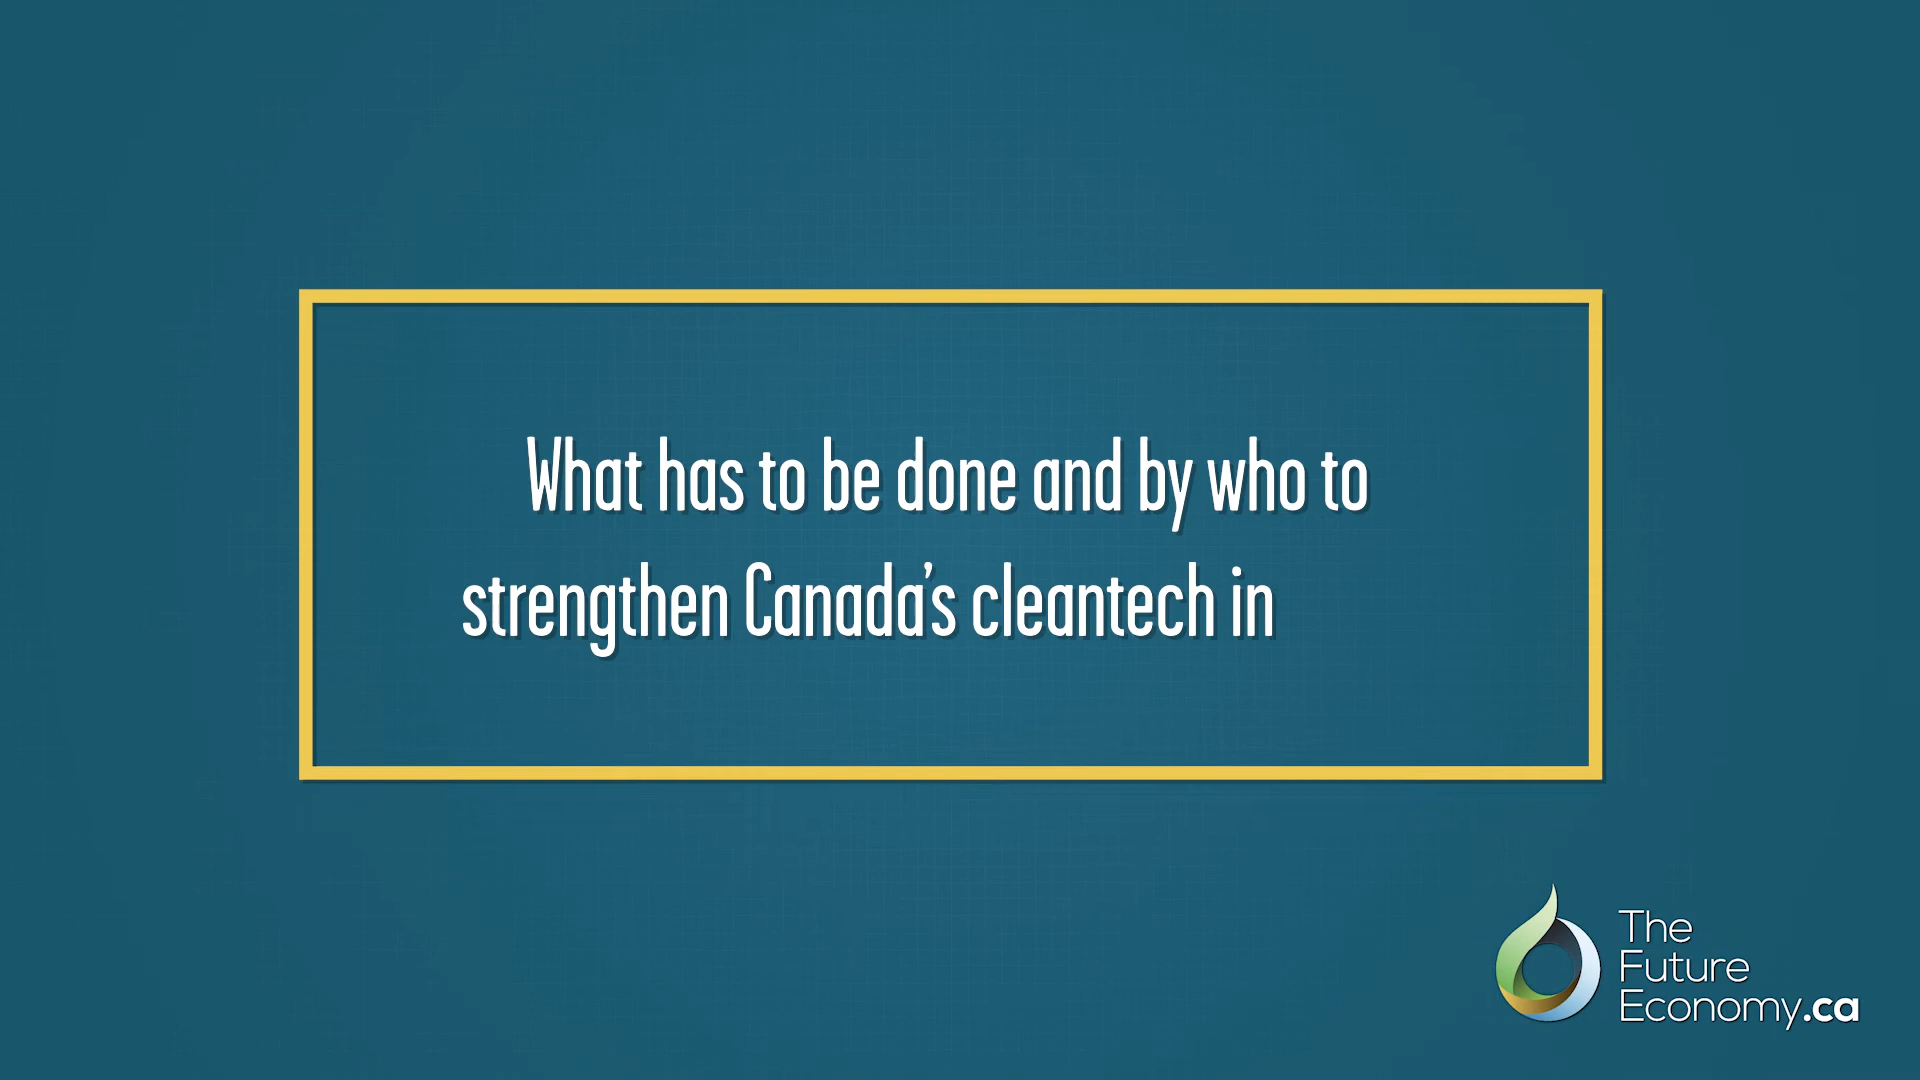 What has to be done and by who to
strengthen Canada's cleantech in
The
Future
Economy.ca